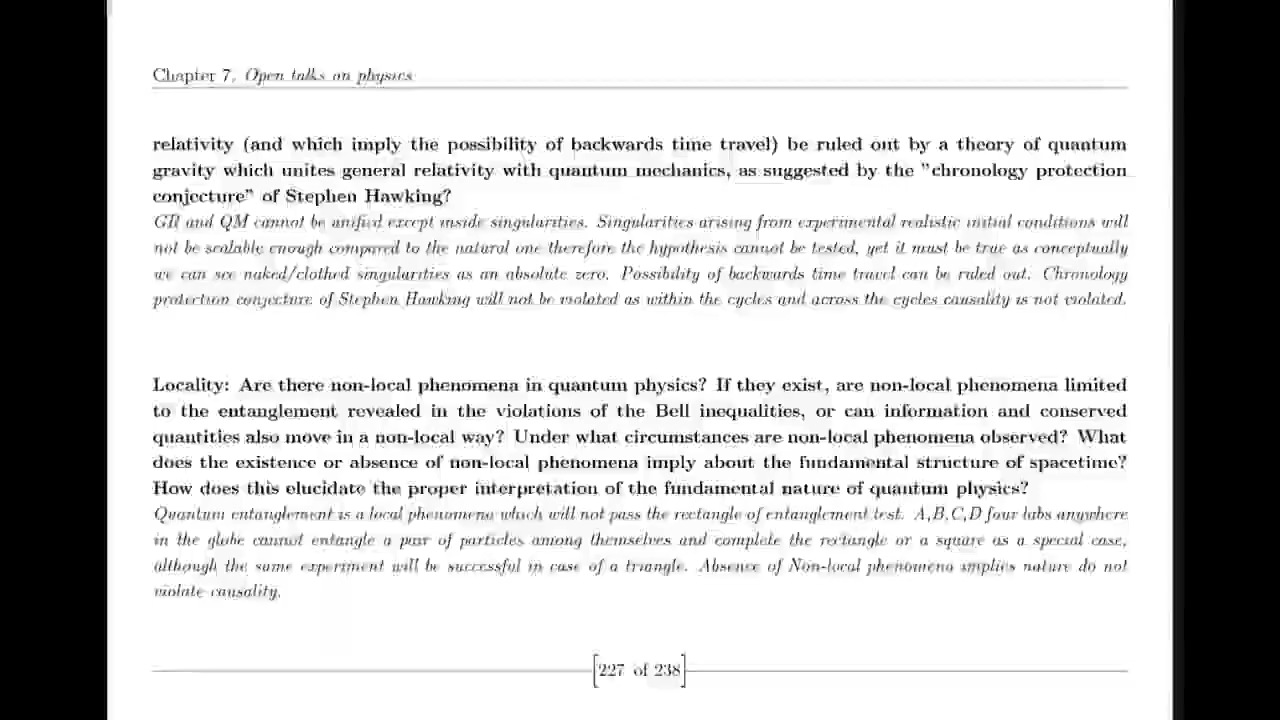 Chapter 7. Open talks on physics
relativity (and which imply the possibility of backwards time travel) be ruled out by a theory of quantum
gravity which unites general relativity with quantum mechanics, as suggested by the "chronology protection
conjecture" of Stephen Hawking?
GR and QM cannot be unified except inside singularities. Singularities arising from experimental realistic initial conditions will
not be scalable enough compared to the natural one therefore the hypothesis cannot be tested, yet it must be true as conceptually
we can see naked/clothed singularities as an absolute zero. Possibility of backwards time travel can be ruled out. Chronology
protection conjecture of Stephen Hawking will not be violated as within the cycles and across the cycles causality is not violated.
Locality: Are there non-local phenomena in quantum physics? If they exist, are non-local phenomena limited
to the entanglement revealed in the violations of the Bell inequalities, or can information and conserved
quantities also move in a non-local way? Under what circumstances are non-local phenomena observed? What
does the existence or absence of non-local phenomena imply about the fundamental structure of spacetime?
How does this elucidate the proper interpretation of the fundamental nature of quantum physics?
Quantum entanglement is a local phenomena which will not pass the rectangle of entanglement test. A,B,C,D four labs anywhere
in the globe cannot entangle a pair of particles among themselves and complete the rectangle or a square as a special case,
although the same experiment will be successful in case of a triangle. Absence of Non-local phenomena implies nature do not
violate causality.
[227 of 238]